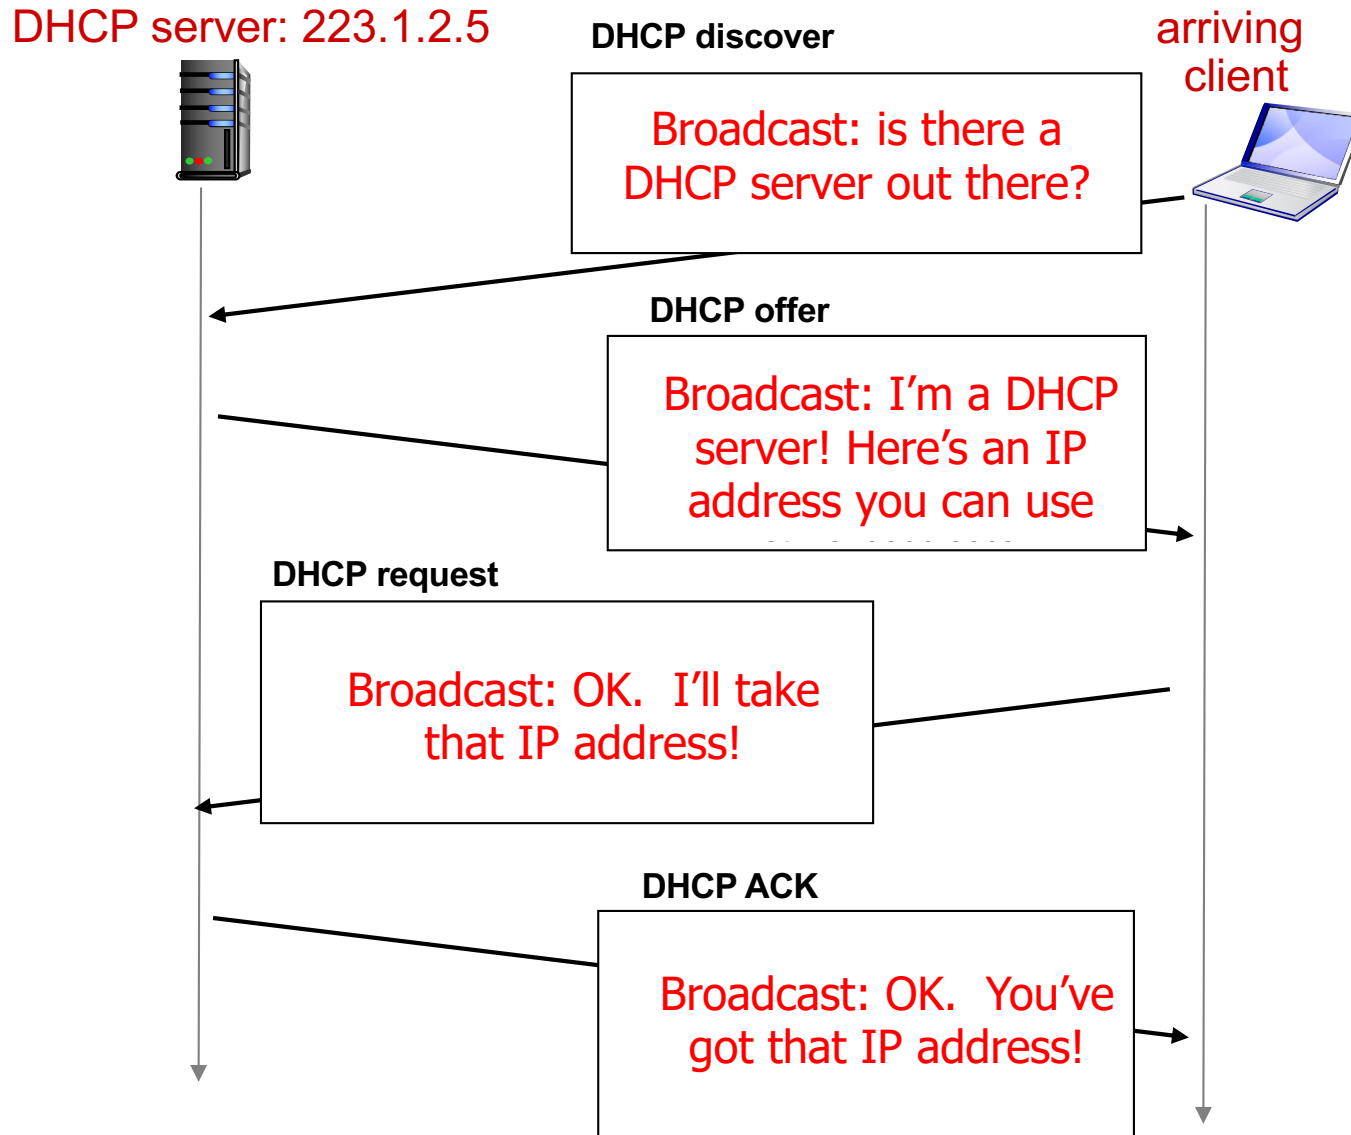 DHCP server: 223.1.2.5
DHCP discover
arriving
client
Broadcast: is there a
DHCP server out there?
DHCP offer
Broadcast: I’m a DHCP
server! Here’s an IP
address you can use
DHCP request
Broadcast: OK.  I’ll take
that IP address!
DHCP ACK
Broadcast: OK.  You’ve
got that IP address!